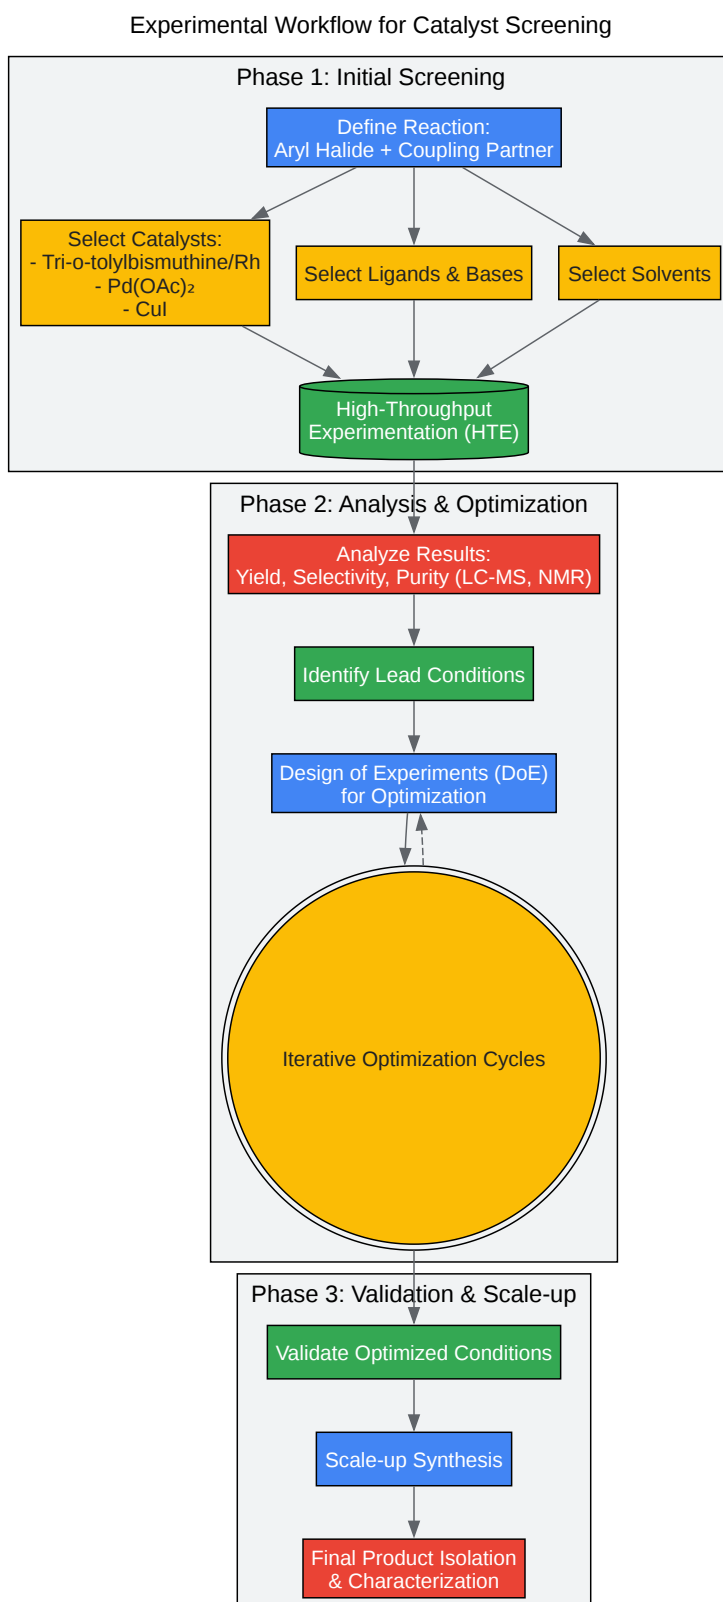 Experimental Workflow for Catalyst Screening
Phase 1: Initial Screening
Define Reaction:
Aryl Halide + Coupling Partner
Select Catalysts:
- Tri-o-tolylbismuthine/Rh
- Pd(OAc)₂
- CuI
Select Ligands & Bases
Select Solvents
High-Throughput
Experimentation (HTE)
Phase 2: Analysis & Optimization
Analyze Results:
Yield, Selectivity, Purity (LC-MS, NMR)
Identify Lead Conditions
Design of Experiments (DoE)
for Optimization
Iterative Optimization Cycles
Phase 3: Validation & Scale-up
Validate Optimized Conditions
Scale-up Synthesis
Final Product Isolation
& Characterization